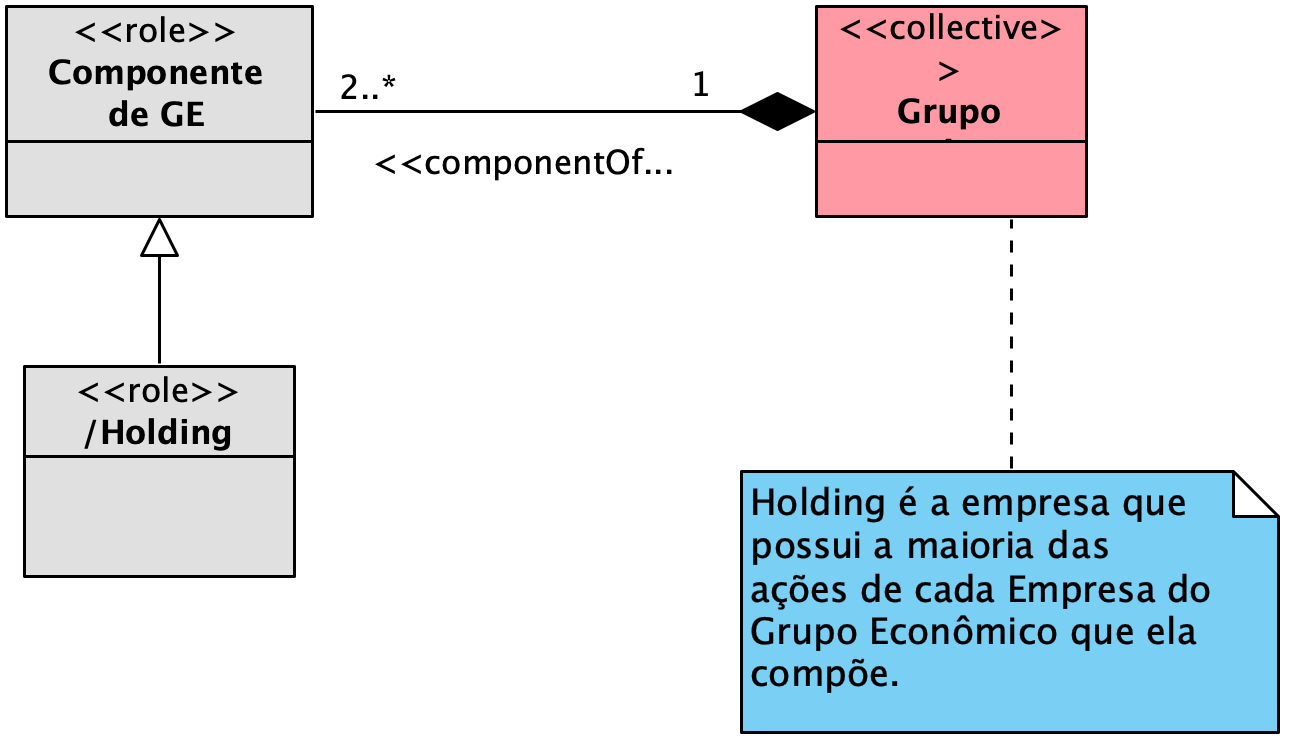 <<role>>
Componente
de GE
2..*
1
<<componentOf...
<<collective>
>
Grupo
<<role>>
/Holding
Holding é a empresa que
possui a maioria das
ações de cada Empresa do
Grupo Econômico que ela
compõe.